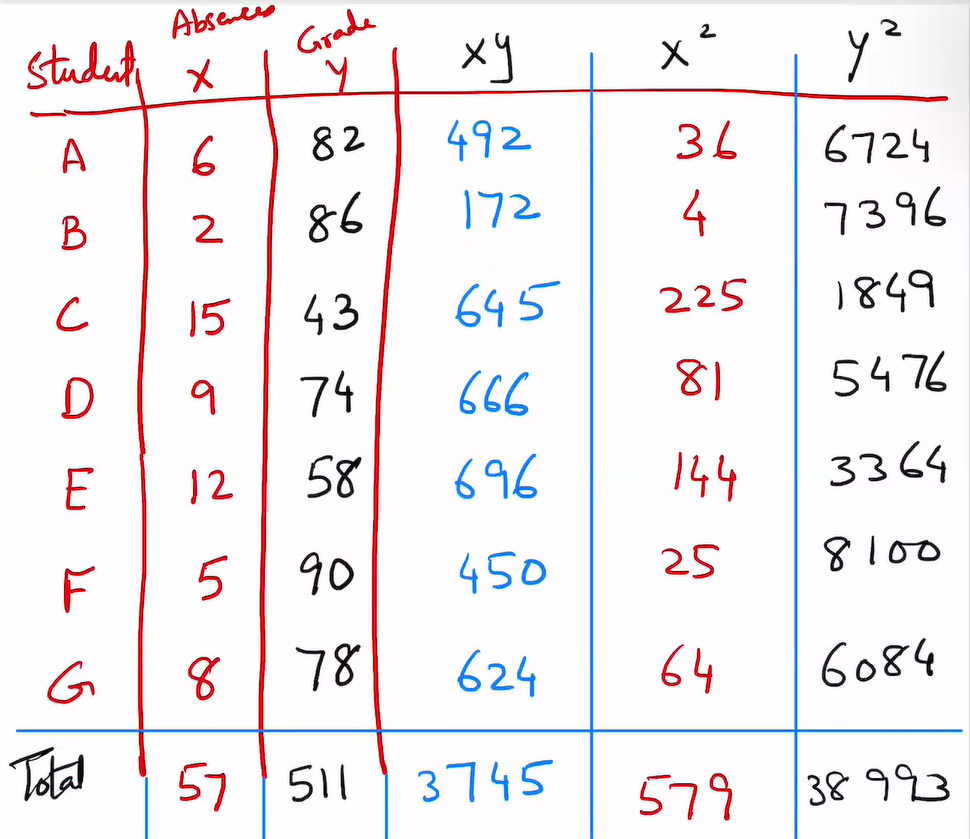 Student Absences X Grade Y XY X² Y²
A 6 82 492 36 6724
B 2 86 172 4 7396
C 15 43 645 225 1849
D 9 74 666 81 5476
E 12 58 696 144 3364
F 5 90 450 25 8100
G 8 78 624 64 6084
Total 57 511 3745 579 38993